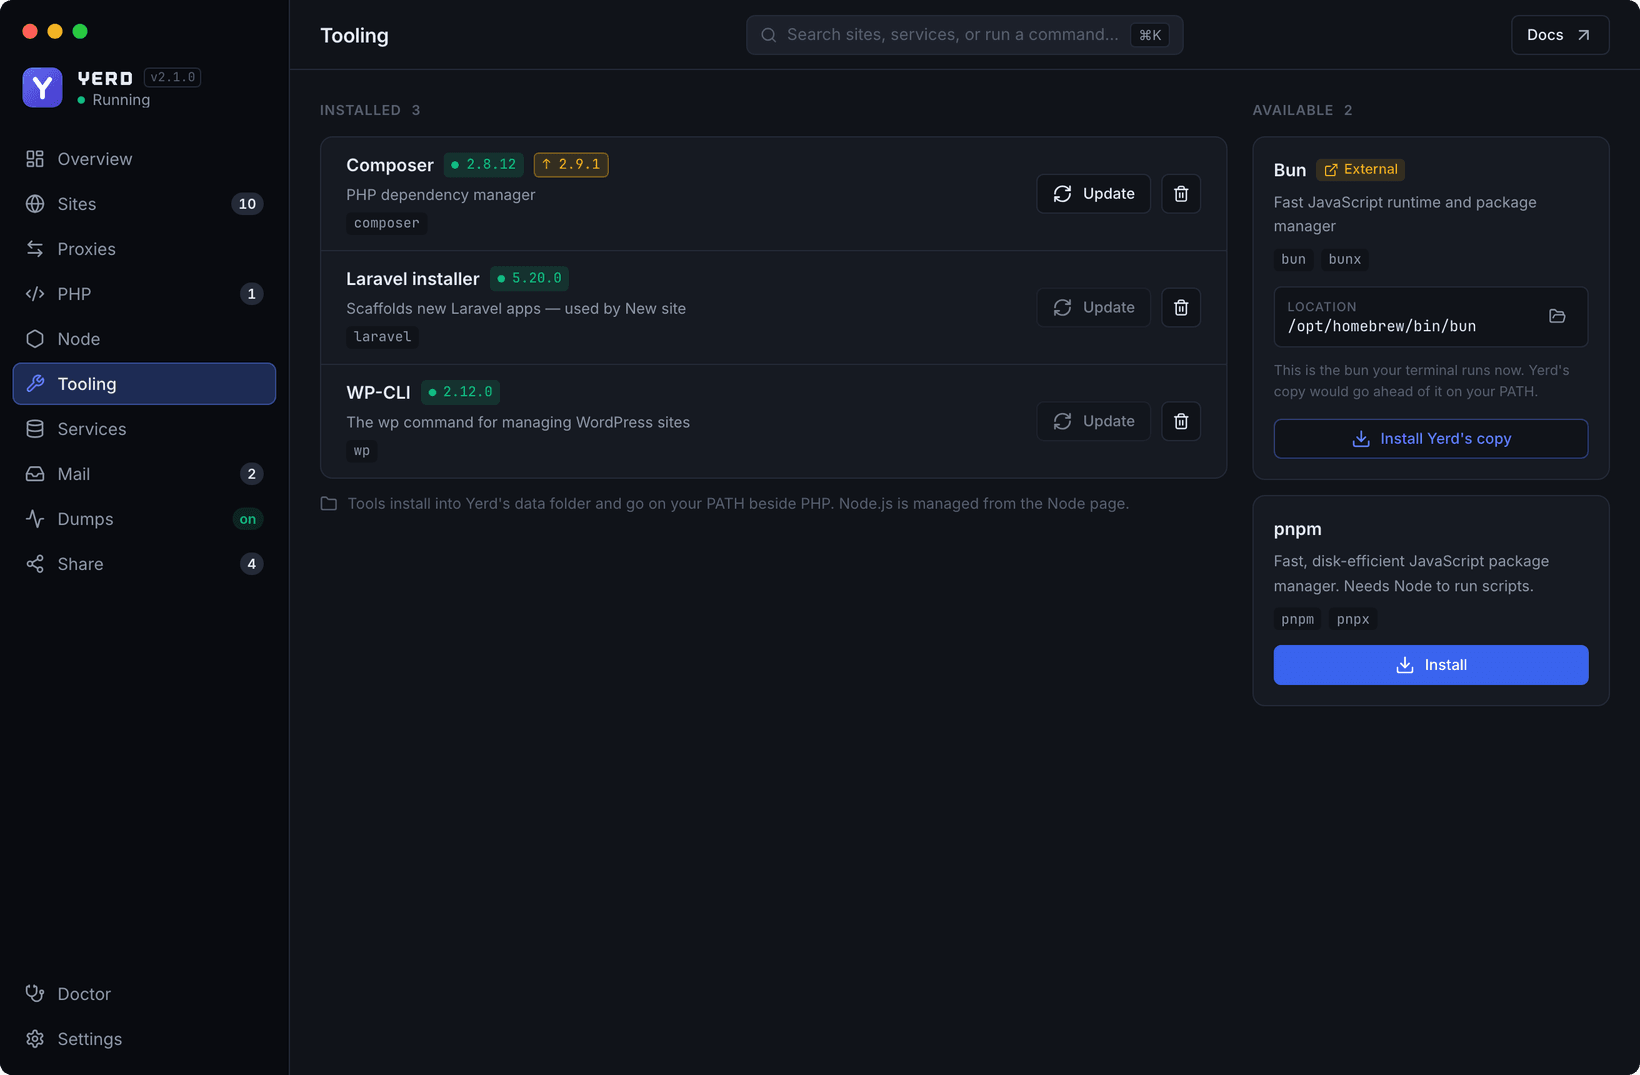 Y
YERD v2.1.0
Running
Overview
Sites 10
Proxies
PHP 1
Node
Tooling
Services
Mail 2
Dumps on
Share 4
Doctor
Settings
Tooling
Search sites, services, or run a command... ⌘K
Docs
INSTALLED 3
Composer 2.8.12 ↑ 2.9.1
PHP dependency manager
composer
Update
Laravel installer 5.20.0
Scaffolds new Laravel apps — used by New site
laravel
Update
WP-CLI 2.12.0
The wp command for managing WordPress sites
wp
Update
Tools install into Yerd's data folder and go on your PATH beside PHP. Node.js is managed from the Node page.
AVAILABLE 2
Bun External
Fast JavaScript runtime and package
manager
bun bunx
LOCATION
/opt/homebrew/bin/bun
This is the bun your terminal runs now. Yerd's
copy would go ahead of it on your PATH.
Install Yerd's copy
pnpm
Fast, disk-efficient JavaScript package
manager. Needs Node to run scripts.
pnpm pnpx
Install